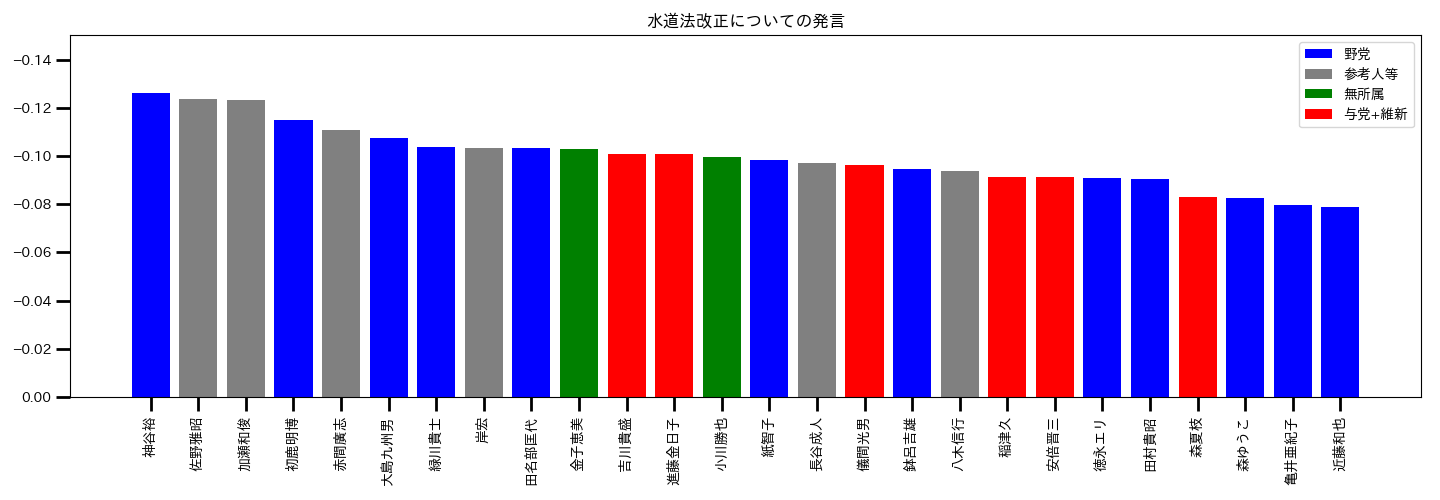 水道法改正についての発言
−0.14
−0.12
−0.10
−0.08
−0.06
−0.04
−0.02
0.00
野党
参考人等
無所属
与党+維新
神谷裕
佐野雅昭
加瀬和俊
初鹿明博
赤間廣志
大島九州男
緑川貴士
岸宏
田名部匡代
金子恵美
吉川貴盛
進藤金日子
小川勝也
紙智子
長谷成人
儀間光男
鉢呂吉雄
八木信行
稲津久
安倍晋三
徳永エリ
田村貴昭
森夏枝
森ゆうこ
亀井亜紀子
近藤和也